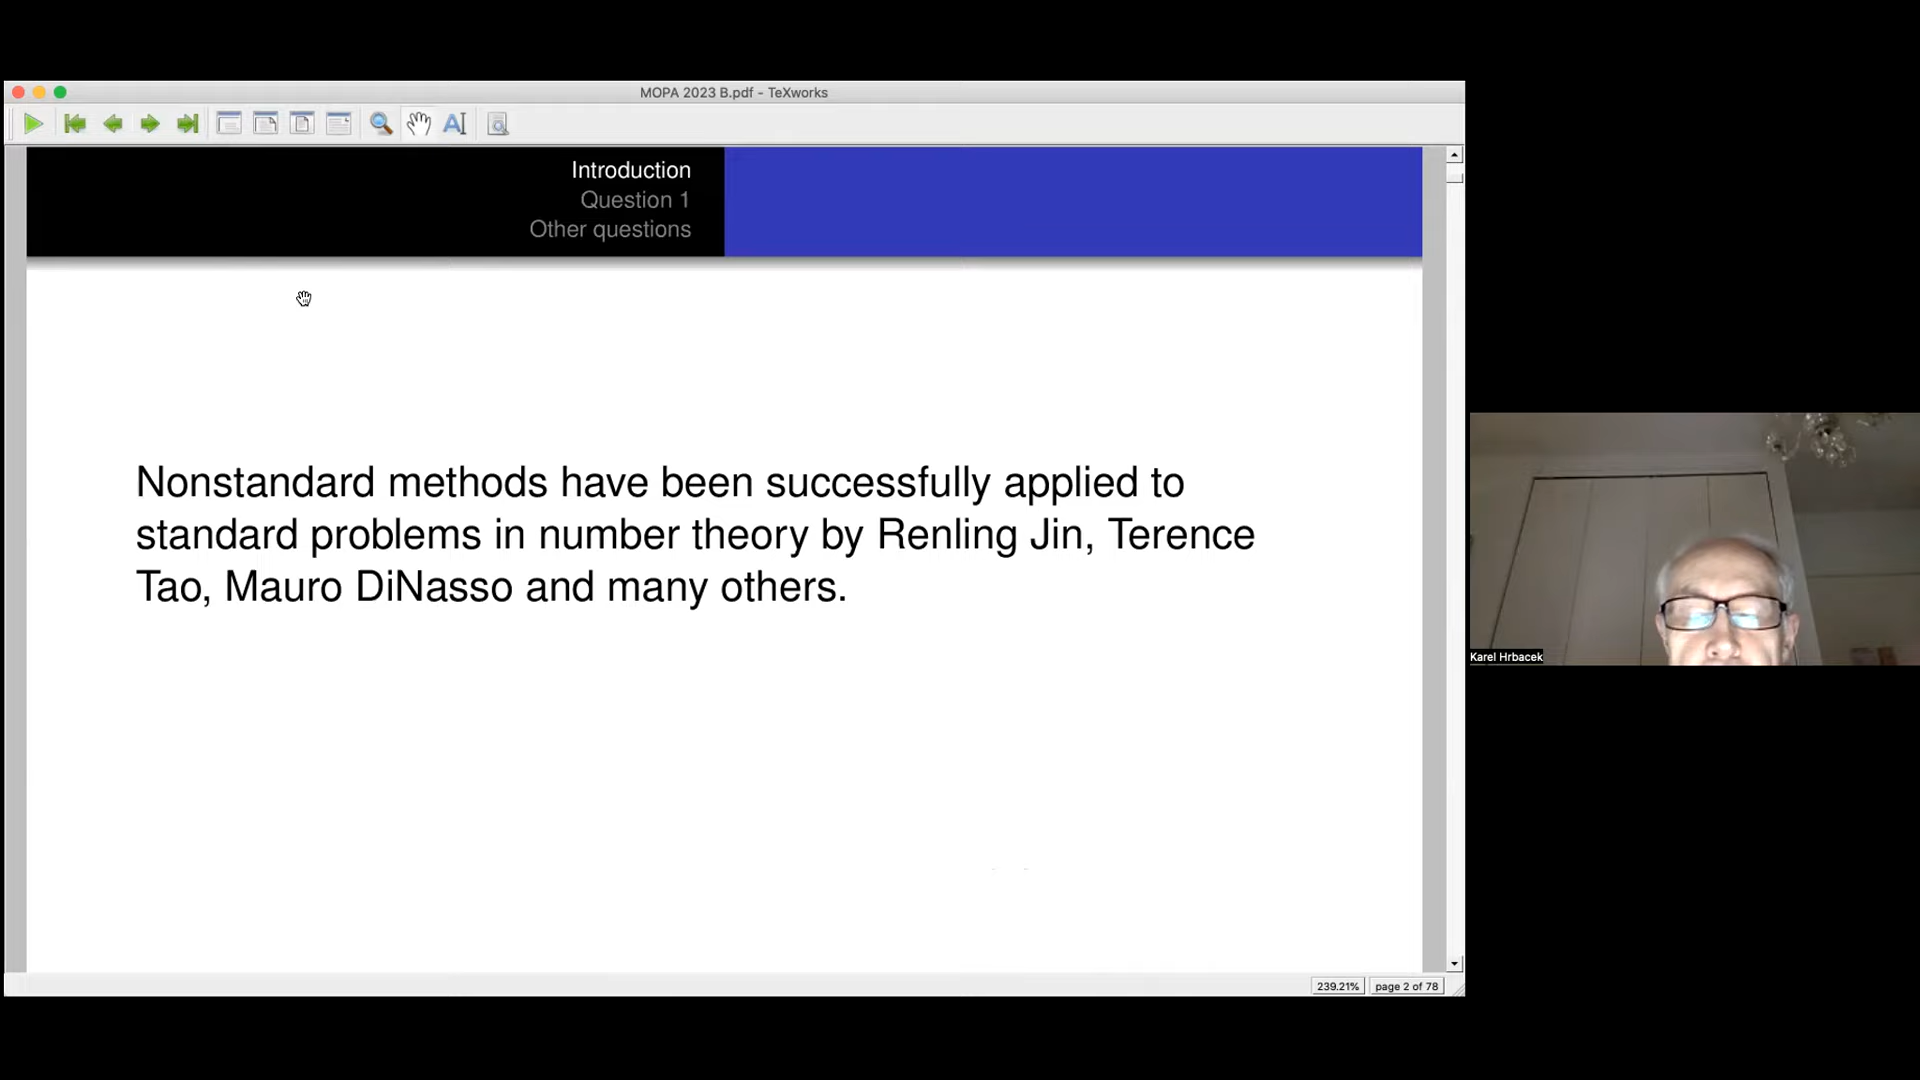 MOPA 2023 B.pdf - TeXworks
Introduction
Question 1
Other questions
Nonstandard methods have been successfully applied to
standard problems in number theory by Renling Jin, Terence
Tao, Mauro DiNasso and many others.
Karel Hrbacek
239.21%
page 2 of 78